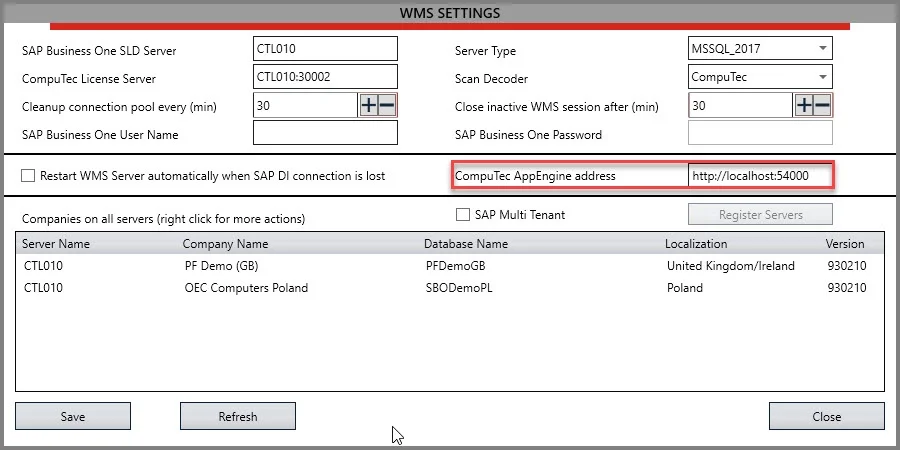 WMS SETTINGS
SAP Business One SLD Server CTL010 Server Type MSSQL_2017
CompuTec License Server CTL010:30002 Scan Decoder CompuTec
Cleanup connection pool every (min) 30 Close inactive WMS session after (min) 30
SAP Business One User Name SAP Business One Password
Restart WMS Server automatically when SAP DI connection is lost CompuTec AppEngine address http://localhost:54000
Companies on all servers (right click for more actions) SAP Multi Tenant Register Servers
Server Name Company Name Database Name Localization Version
CTL010 PF Demo (GB) PFDemoGB United Kingdom/Ireland 930210
CTL010 OEC Computers Poland SBODemoPL Poland 930210
Save Refresh Close